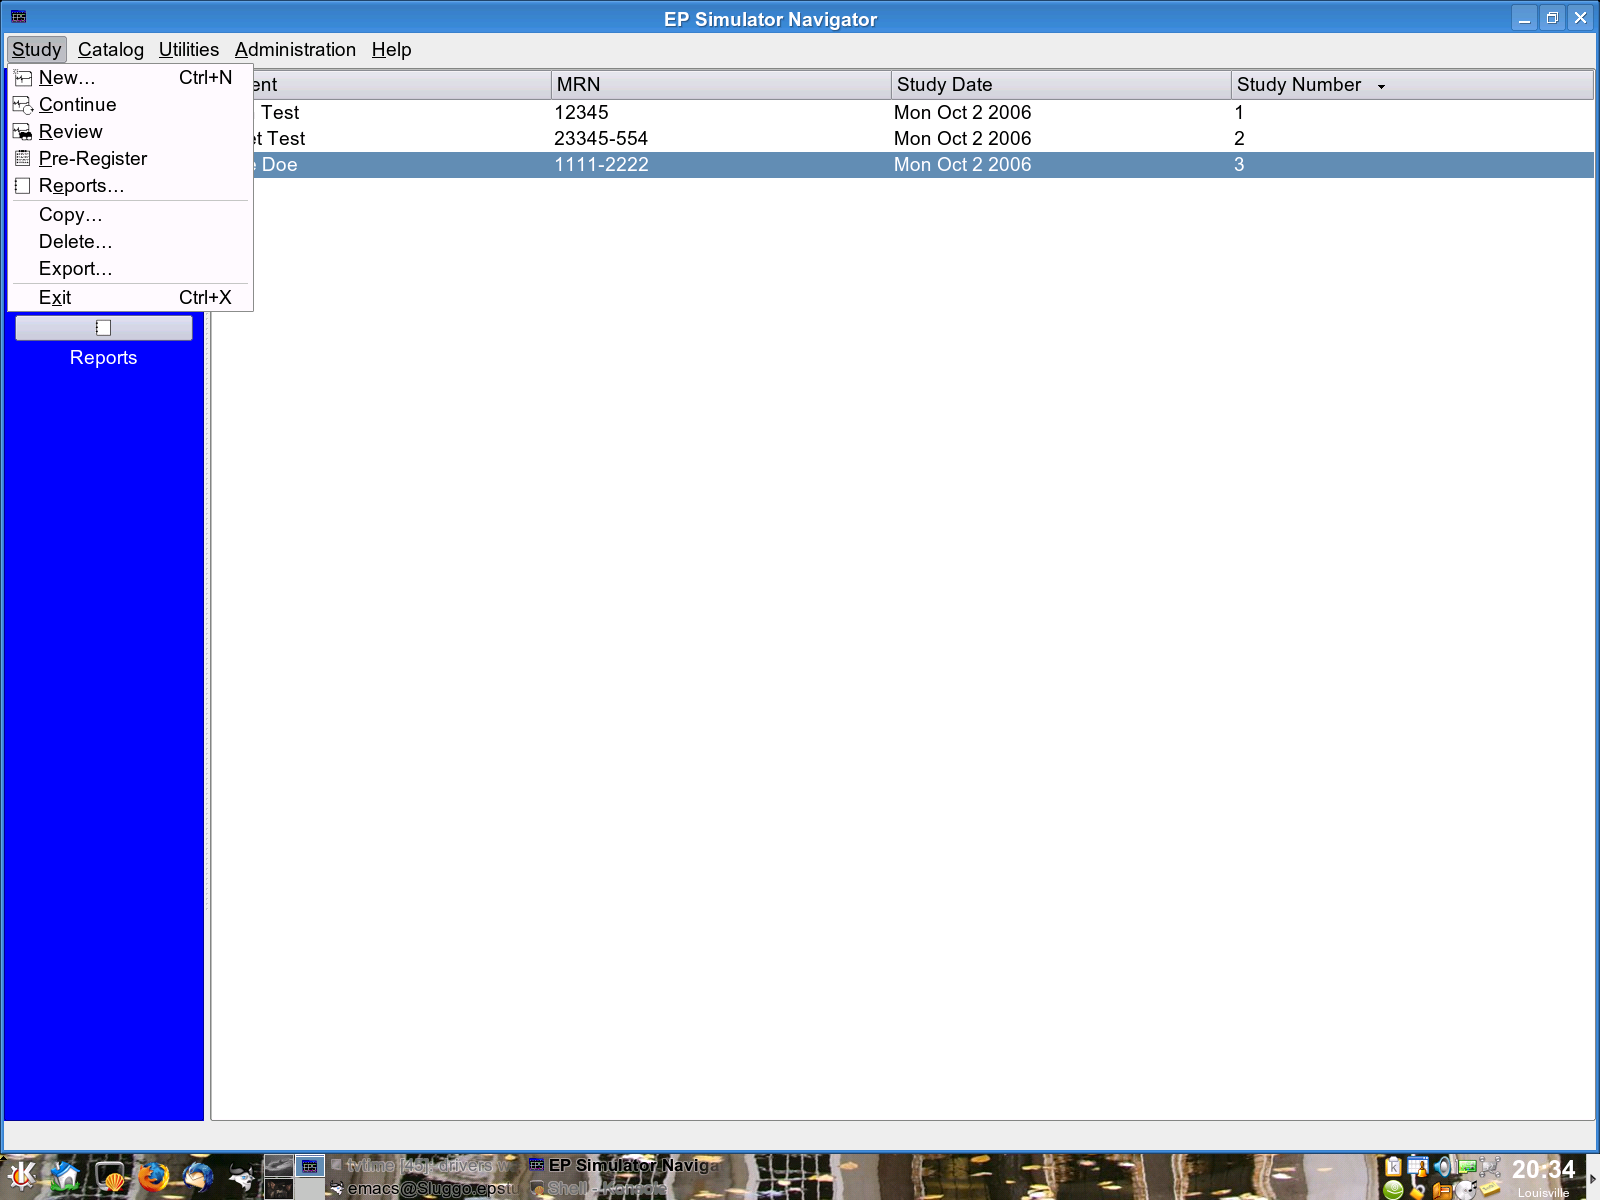 EP Simulator Navigator
Study Catalog Utilities Administration Help
New... Ctrl+N
Continue
Review
Pre-Register
Reports...
Copy...
Delete...
Export...
Exit Ctrl+X
Reports
MRN Study Date Study Number
Test 12345 Mon Oct 2 2006 1
Test 23345-554 Mon Oct 2 2006 2
Doe 1111-2222 Mon Oct 2 2006 3
tvtime [45]: drivers w
EP Simulator Naviga
emacs@Sluggo.epstu
Shell - Konsole
20:34
Louisville